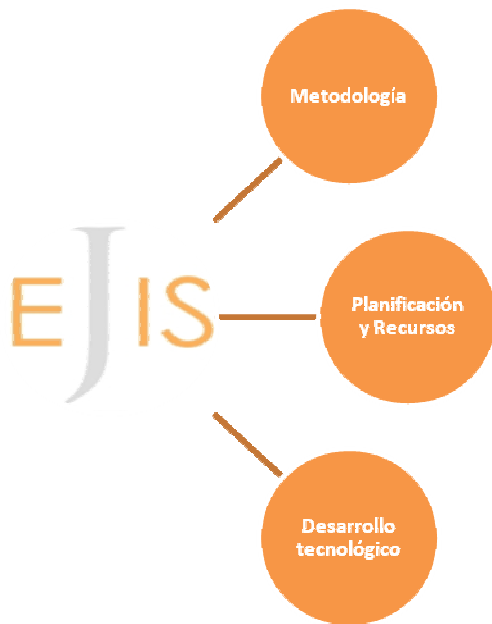 Metodología
EJIS
Planificación
y Recursos
Desarrollo
tecnológico